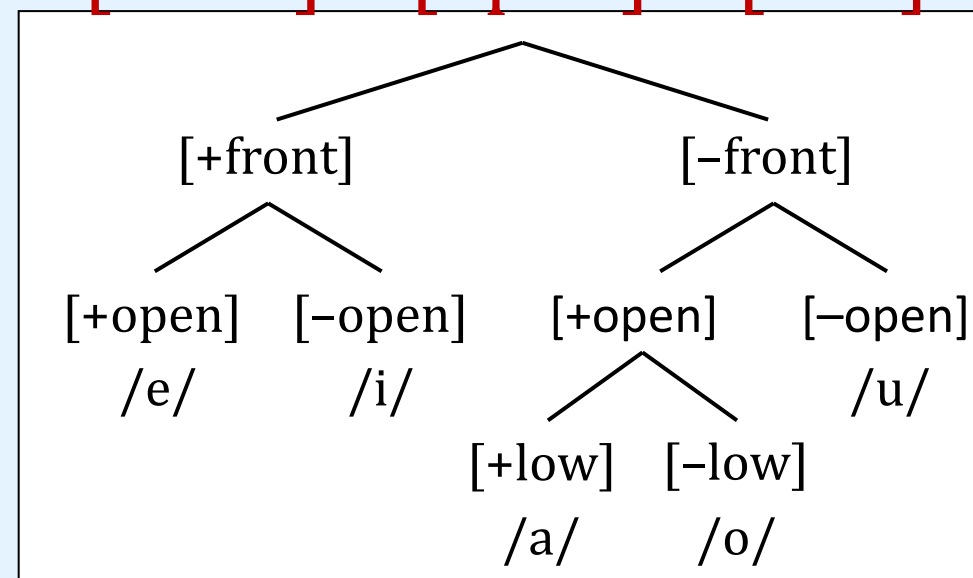 [+front] [–front]
[+open] [–open] [+open] [–open]
/e/ /i/ /u/
[+low] [–low]
/a/ /o/